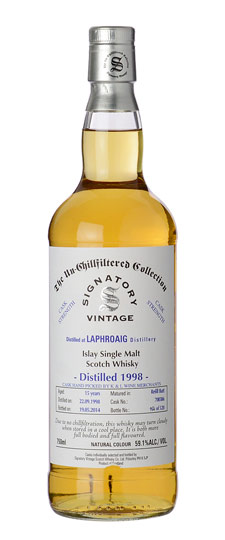 The Un-Chillfiltered Collection
CASK STRENGTH
CASK STRENGTH
SIGNATORY
S
VINTAGE
Distilled at LAPHROAIG Distillery
Islay Single Malt
Scotch Whisky
- Distilled 1998 -
CASK HAND PICKED BY K & L WINE MERCHANTS
Aged: 15 years Matured in: Refill Butt
Distilled on: 22.09.1998 Cask No.:
Bottled on: 19.05.2014 Bottle No.:
Due to no chillfiltration, this whisky may turn cloudy
when stored in a cool place. It is both more
full bodied and full flavoured.
750ml NATURAL COLOUR 59.1%ALC./VOL.